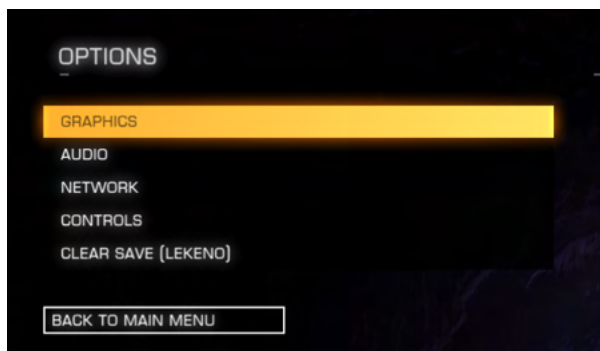 OPTIONS
GRAPHICS
AUDIO
NETWORK
CONTROLS
CLEAR SAVE (LEKENO)
BACK TO MAIN MENU